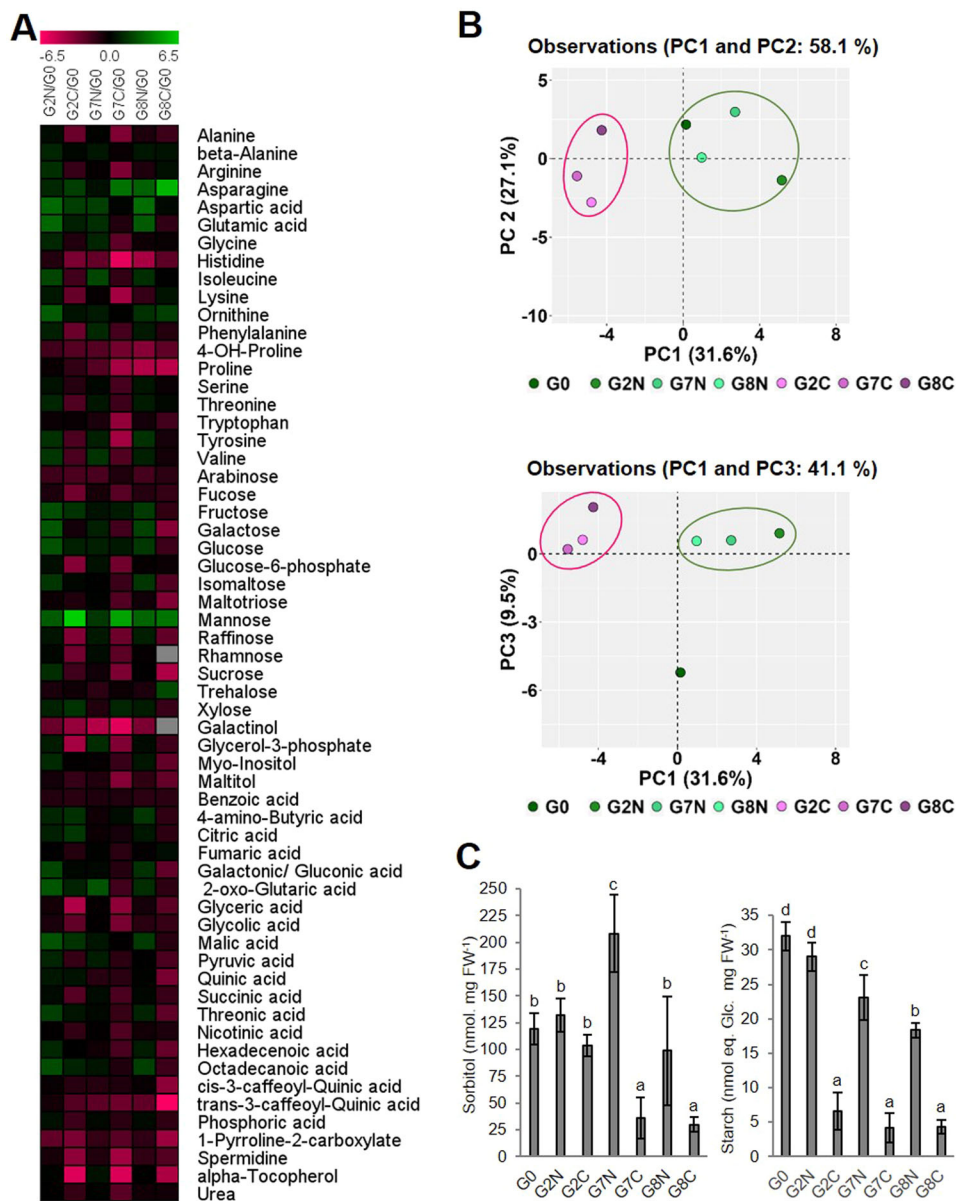 A
-6.5 0.0 6.5
G2N/G0 G2C/G0 G7N/G0 G7C/G0 G8N/G0 G8C/G0
Alanine
beta-Alanine
Arginine
Asparagine
Aspartic acid
Glutamic acid
Glycine
Histidine
Isoleucine
Lysine
Ornithine
Phenylalanine
4-OH-Proline
Proline
Serine
Threonine
Tryptophan
Tyrosine
Valine
Arabinose
Fucose
Fructose
Galactose
Glucose
Glucose-6-phosphate
Isomaltose
Maltotriose
Mannose
Raffinose
Rhamnose
Sucrose
Trehalose
Xylose
Galactinol
Glycerol-3-phosphate
Myo-Inositol
Maltitol
Benzoic acid
4-amino-Butyric acid
Citric acid
Fumaric acid
Galactonic/ Gluconic acid
2-oxo-Glutaric acid
Glyceric acid
Glycolic acid
Malic acid
Pyruvic acid
Quinic acid
Succinic acid
Threonic acid
Nicotinic acid
Hexadecenoic acid
Octadecanoic acid
cis-3-caffeoyl-Quinic acid
trans-3-caffeoyl-Quinic acid
Phosphoric acid
1-Pyrroline-2-carboxylate
Spermidine
alpha-Tocopherol
Urea
B
Observations (PC1 and PC2: 58.1 %)
PC 2 (27.1%)
5
0
-5
-10
-4 0 4 8
PC1 (31.6%)
G0 G2N G7N G8N G2C G7C G8C
Observations (PC1 and PC3: 41.1 %)
PC3 (9.5%)
0
-3
-6
-4 0 4 8
PC1 (31.6%)
G0 G2N G7N G8N G2C G7C G8C
C
Sorbitol (nmol. mg FW-1)
250
225
200
175
150
125
100
75
50
25
0
b b b c a b a
G0 G2N G2C G7N G7C G8N G8C
Starch (nmol eq. Glc. mg FW-1)
40
35
30
25
20
15
10
5
0
d d a c a b a
G0 G2N G2C G7N G7C G8N G8C